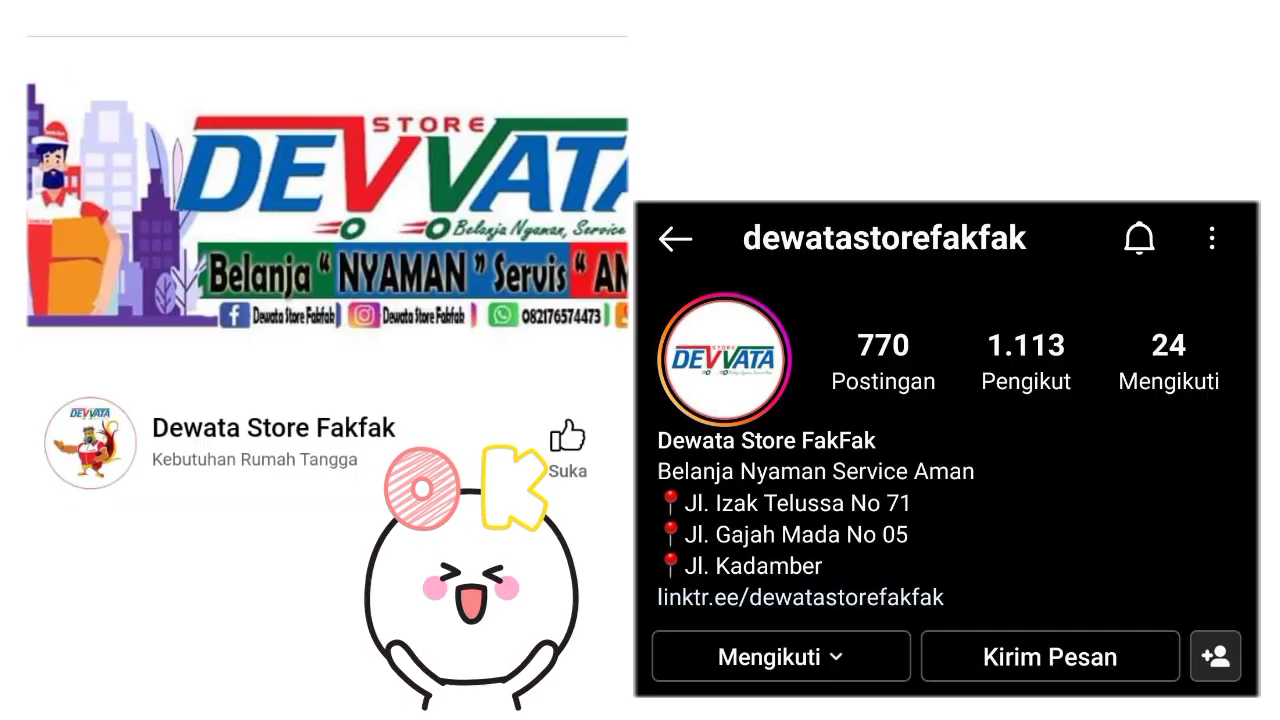 STORE
DEVVATA
Belanja Nyaman, Service
Belanja “ NYAMAN ” Servis “ AM
Dewata Store Fakfak
Dewata Store Fakfak
082176574473
DEVVATA
Dewata Store Fakfak
Kebutuhan Rumah Tangga
Suka
OK
dewatastorefakfak
STORE
DEVVATA
770
1.113
24
Postingan
Pengikut
Mengikuti
Dewata Store FakFak
Belanja Nyaman Service Aman
Jl. Izak Telussa No 71
Jl. Gajah Mada No 05
Jl. Kadamber
linktr.ee/dewatastorefakfak
Mengikuti
Kirim Pesan